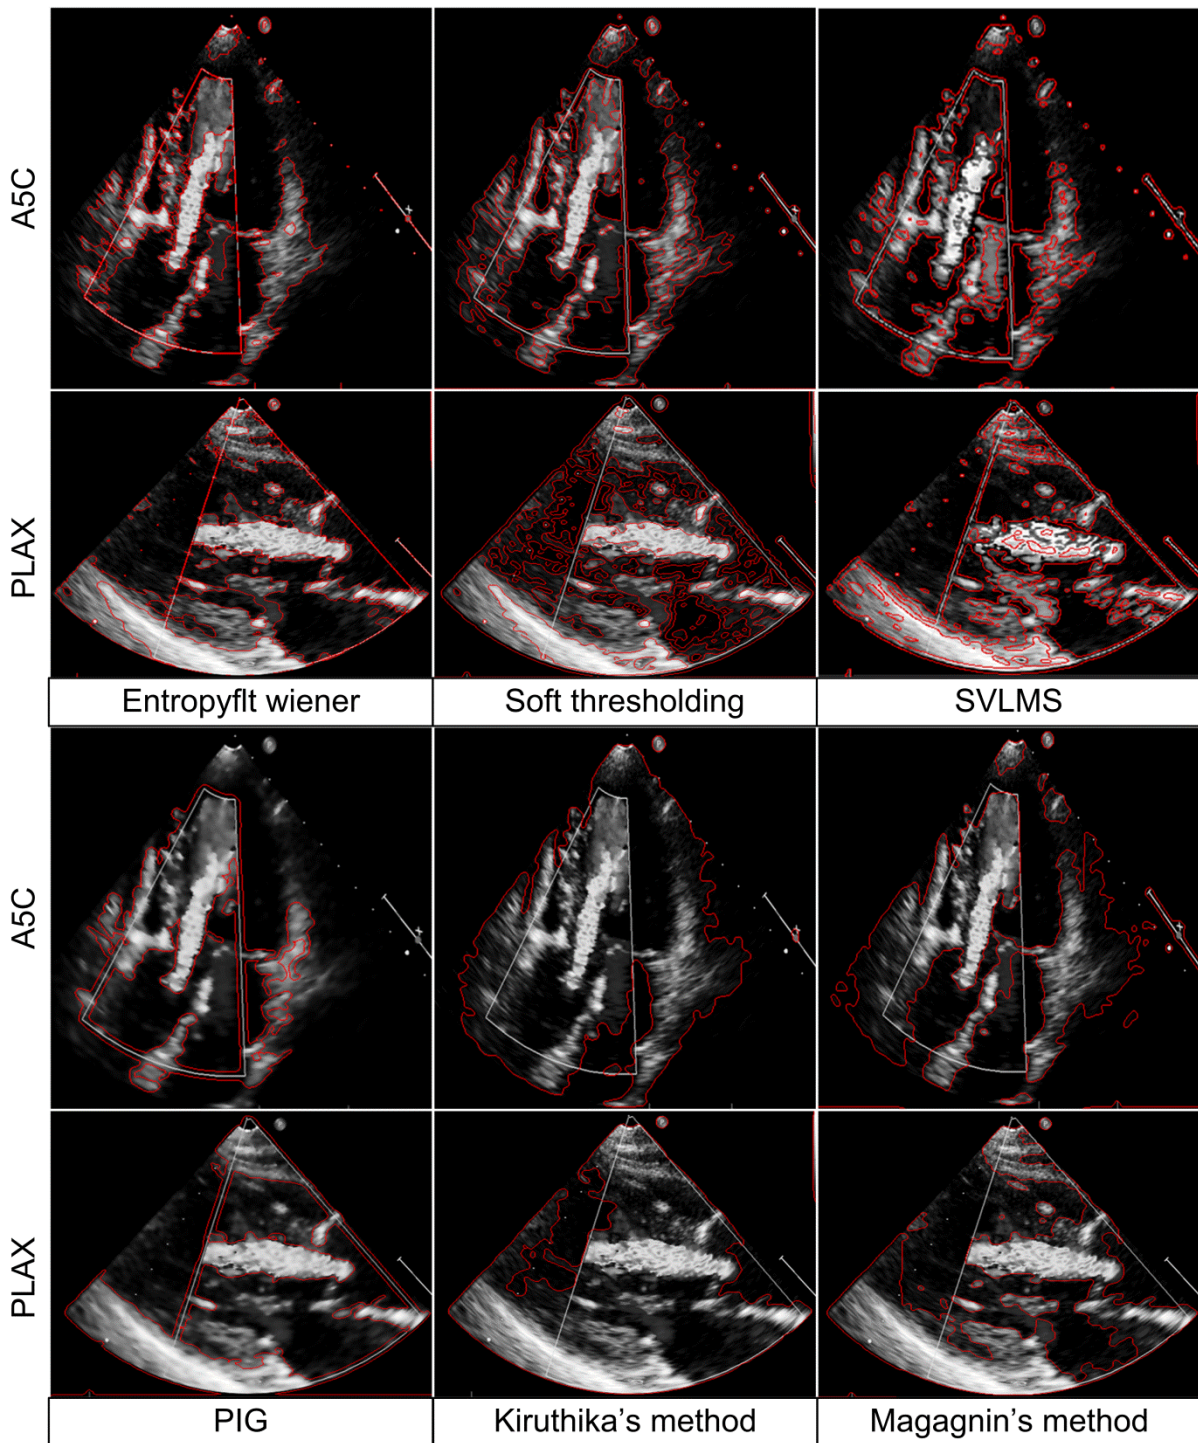 A5C
PLAX
Entropyflt wiener
Soft thresholding
SVLMS
A5C
PLAX
PIG
Kiruthika's method
Magagnin's method